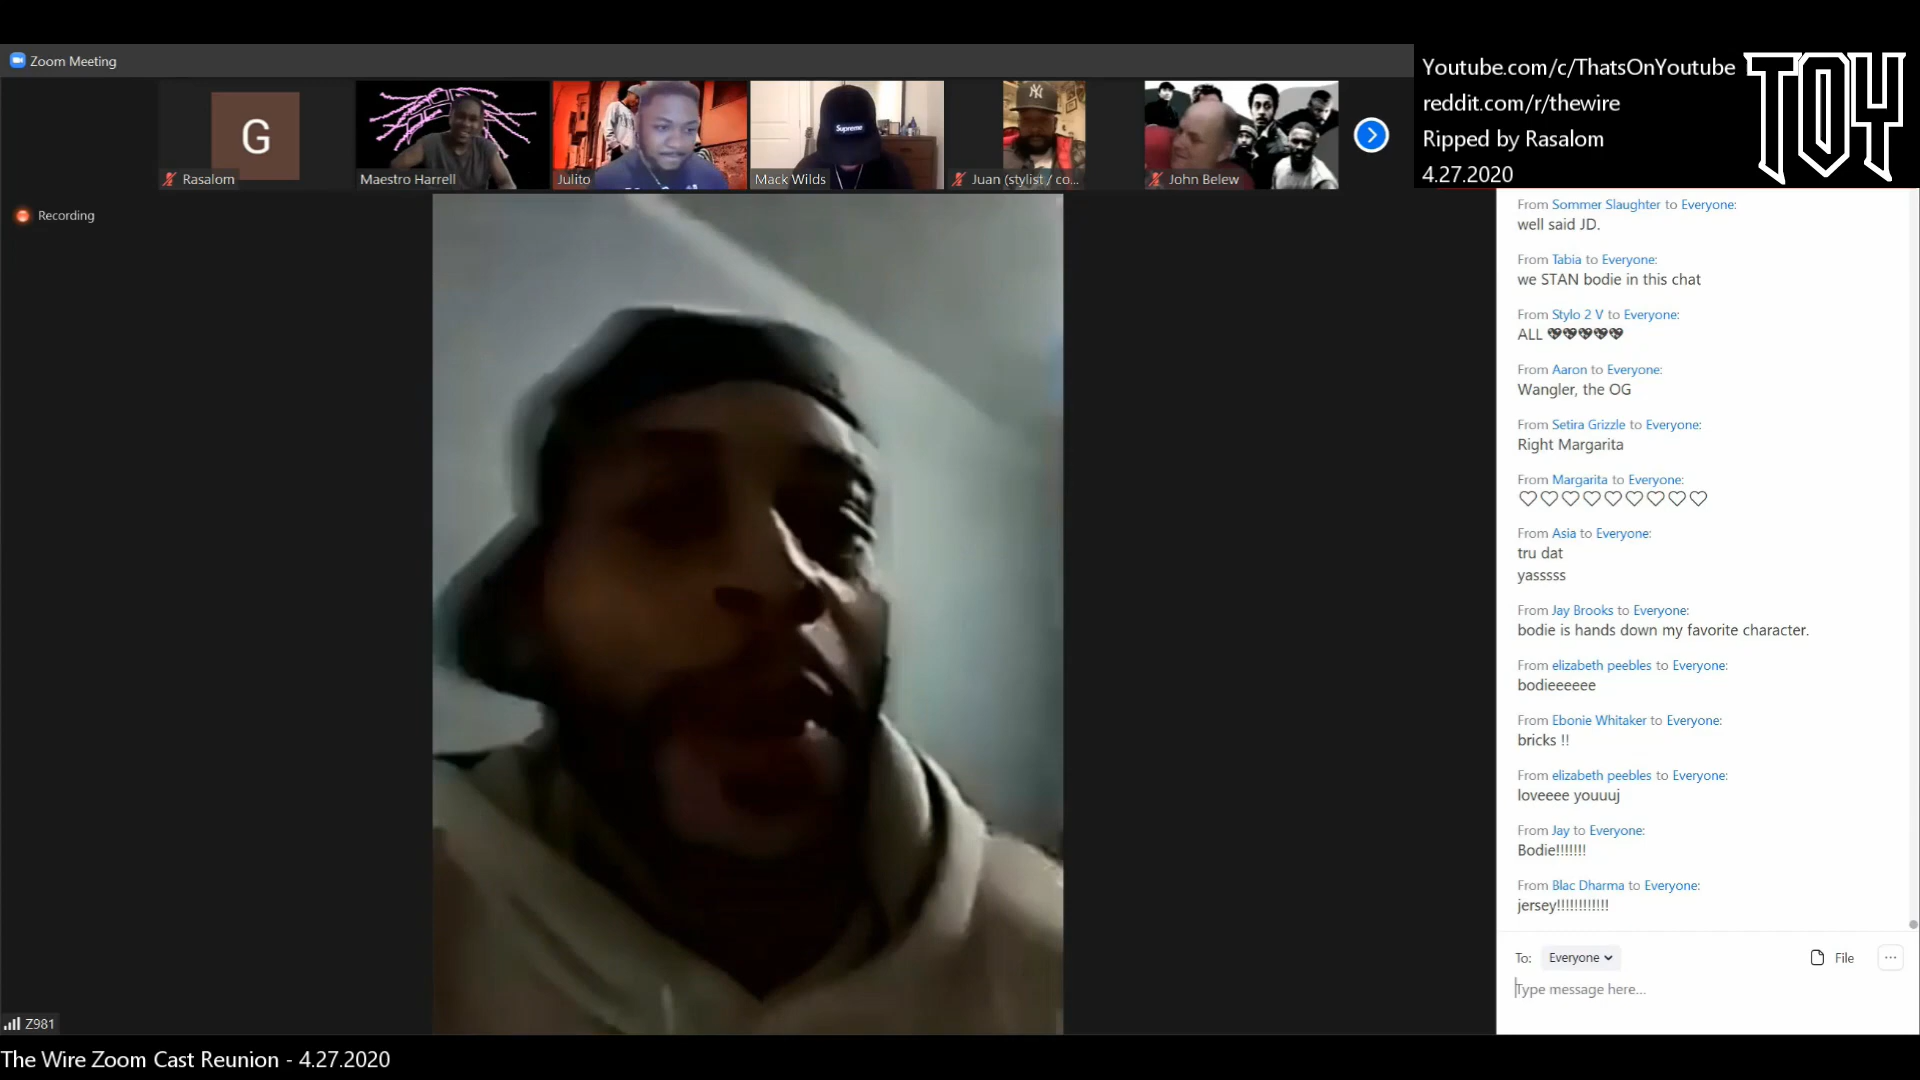 Zoom Meeting
Youtube.com/c/ThatsOnYoutube
reddit.com/r/thewire
Ripped by Rasalom
4.27.2020
TOY
G
Supreme
NY
Rasalom
Maestro Harrell
Julito
Mack Wilds
Juan (stylist / co...
John Belew
Recording
From Sommer Slaughter to Everyone:
well said JD.
From Tabia to Everyone:
we STAN bodie in this chat
From Stylo 2 V to Everyone:
ALL 💖💖💖💖💖
From Aaron to Everyone:
Wangler, the OG
From Setira Grizzle to Everyone:
Right Margarita
From Margarita to Everyone:
♡♡♡♡♡♡♡♡♡
From Asia to Everyone:
tru dat
yasssss
From Jay Brooks to Everyone:
bodie is hands down my favorite character.
From elizabeth peebles to Everyone:
bodieeeeee
From Ebonie Whitaker to Everyone:
bricks !!
From elizabeth peebles to Everyone:
loveeee youuuj
From Jay to Everyone:
Bodie!!!!!!!
From Blac Dharma to Everyone:
jersey!!!!!!!!!!!!
To: Everyone
File
...
Type message here...
Z981
The Wire Zoom Cast Reunion - 4.27.2020